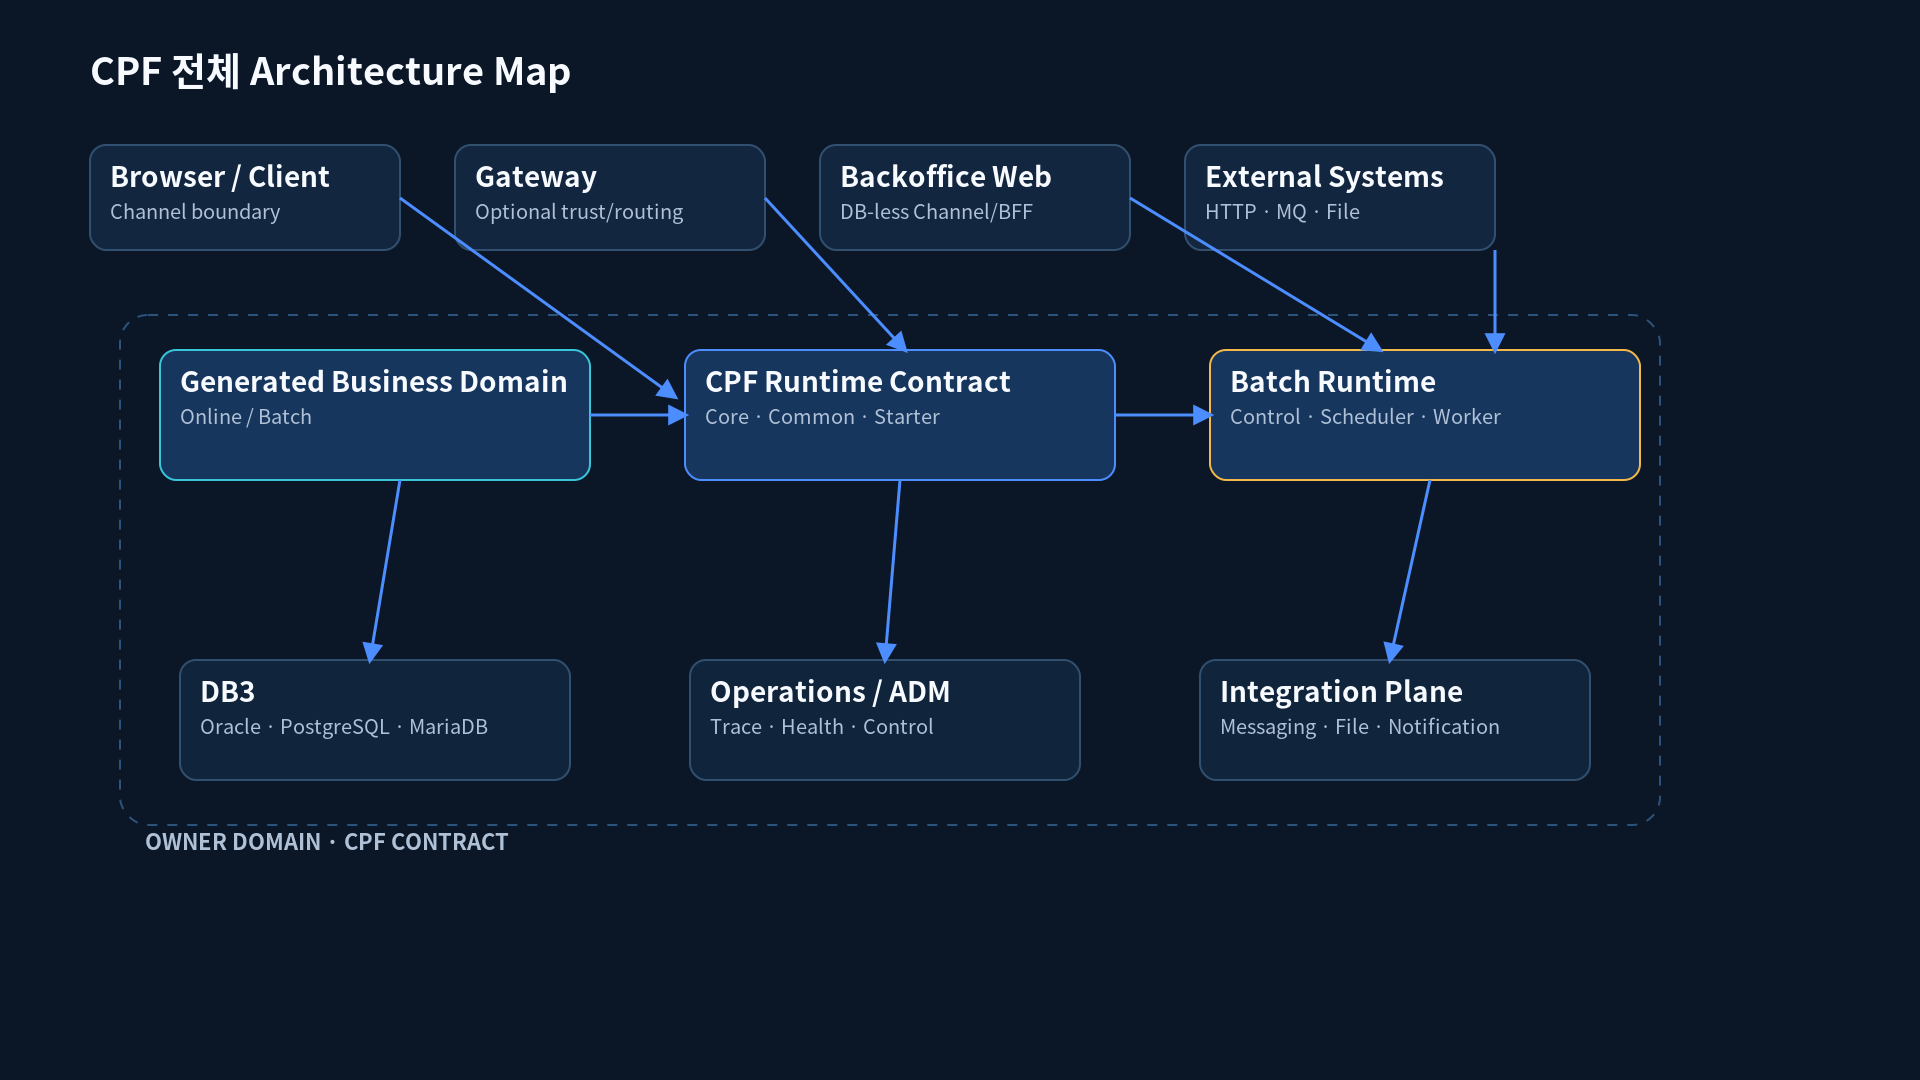 CPF 전체 Architecture Map
Browser / Client
Channel boundary
Gateway
Optional trust/routing
Backoffice Web
DB-less Channel/BFF
External Systems
HTTP · MQ · File
Generated Business Domain
Online / Batch
CPF Runtime Contract
Core · Common · Starter
Batch Runtime
Control · Scheduler · Worker
DB3
Oracle · PostgreSQL · MariaDB
Operations / ADM
Trace · Health · Control
Integration Plane
Messaging · File · Notification
OWNER DOMAIN · CPF CONTRACT